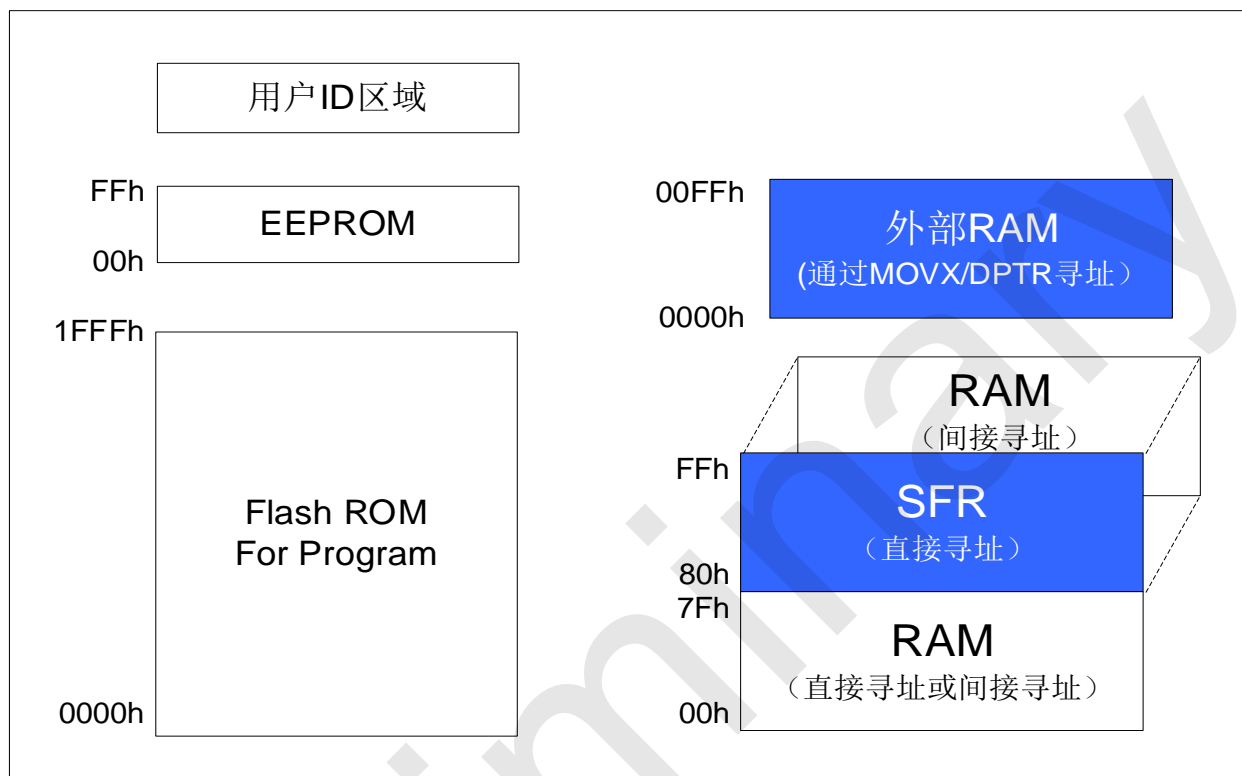 用户ID区域
FFh
EEPROM
00h
1FFFh
Flash ROM
For Program
0000h
00FFh
外部RAM
(通过MOVX/DPTR寻址）
0000h
RAM
（间接寻址）
FFh
SFR
（直接寻址）
80h
7Fh
RAM
（直接寻址或间接寻址）
00h
iminary